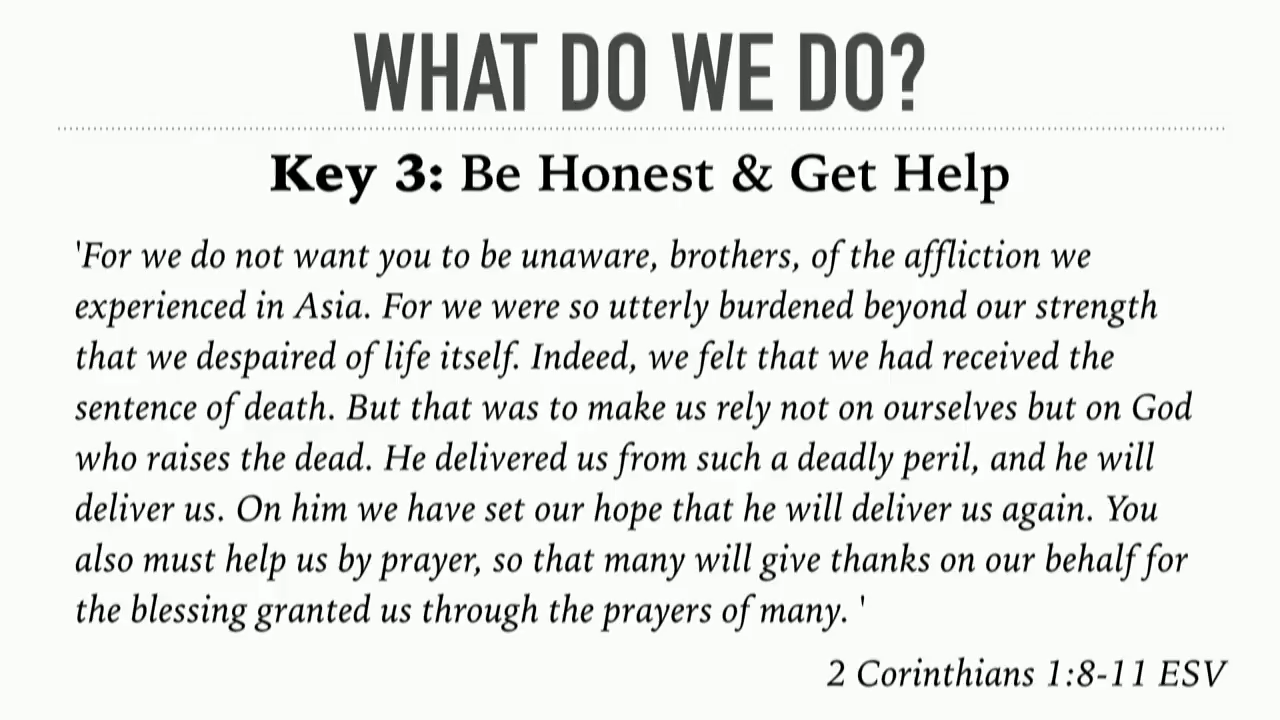 WHAT DO WE DO?
Key 3: Be Honest & Get Help
'For we do not want you to be unaware, brothers, of the affliction we
experienced in Asia. For we were so utterly burdened beyond our strength
that we despaired of life itself. Indeed, we felt that we had received the
sentence of death. But that was to make us rely not on ourselves but on God
who raises the dead. He delivered us from such a deadly peril, and he will
deliver us. On him we have set our hope that he will deliver us again. You
also must help us by prayer, so that many will give thanks on our behalf for
the blessing granted us through the prayers of many. '
2 Corinthians 1:8-11 ESV